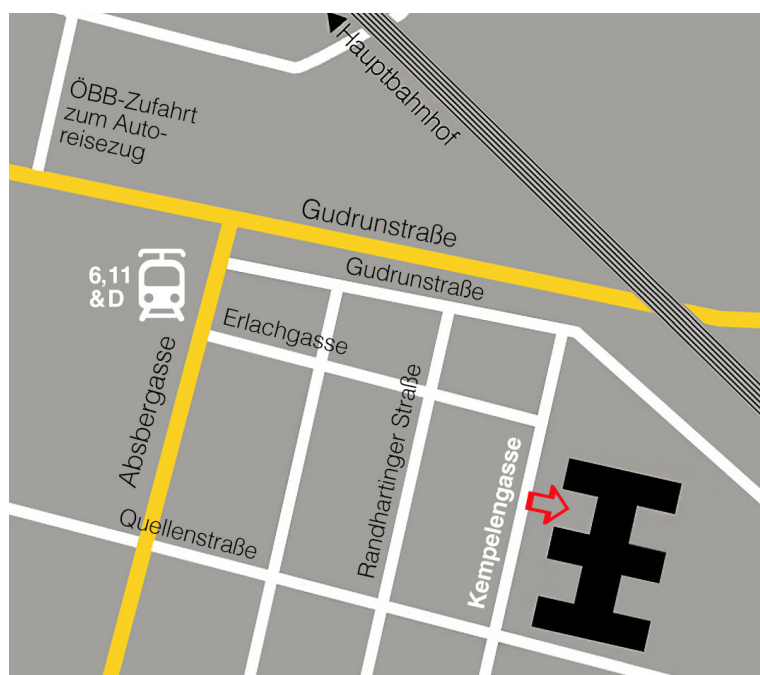 Hauptbahnhof
ÖBB-Zufahrt
zum Auto-
reisezug
Gudrunstraße
Gudrunstraße
6,11
& D
Erlachgasse
Absbergasse
Randhartinger Straße
Kempelengasse
Quellenstraße